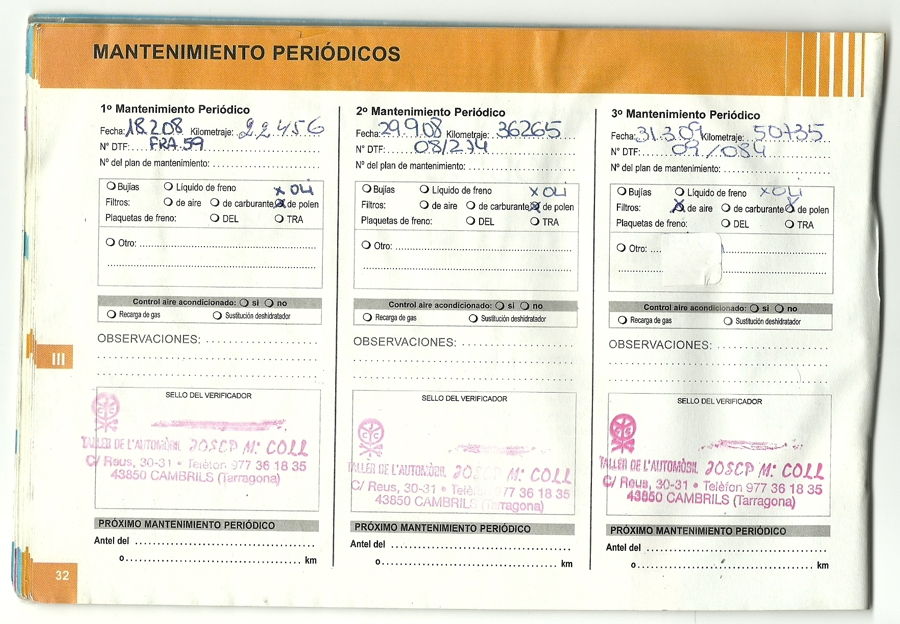 MANTENIMIENTO PERIÓDICOS
1º Mantenimiento Periódico
Fecha: 18.2.08 Kilometraje: 22.456
N° DTF: FRA.59
N° del plan de mantenimiento:
Bujías Líquido de freno x OLi
Filtros: de aire de carburante x de polen
Plaquetas de freno: DEL TRA
Otro:
Control aire acondicionado: si no
Recarga de gas Sustitución deshidratador
OBSERVACIONES:
SELLO DEL VERIFICADOR
TALLER DE L'AUTOMÒBIL JOSEP Mª COLL
C/ Reus, 30-31 • Telèfon 977 36 18 35
43850 CAMBRILS (Tarragona)
PRÓXIMO MANTENIMIENTO PERIÓDICO
Antel del
o km
2º Mantenimiento Periódico
Fecha: 29.9.08 Kilometraje: 36265
N° DTF: 08/274
N° del plan de mantenimiento:
Bujías Líquido de freno x OLi
Filtros: de aire de carburante x de polen
Plaquetas de freno: DEL TRA
Otro:
Control aire acondicionado: si no
Recarga de gas Sustitución deshidratador
OBSERVACIONES:
SELLO DEL VERIFICADOR
TALLER DE L'AUTOMÒBIL JOSEP Mª COLL
C/ Reus, 30-31 • Telèfon 977 36 18 35
43850 CAMBRILS (Tarragona)
PRÓXIMO MANTENIMIENTO PERIÓDICO
Antel del
o km
3º Mantenimiento Periódico
Fecha: 31.3.09 Kilometraje: 50735
N° DTF: 09/084
N° del plan de mantenimiento:
Bujías Líquido de freno x OLi
Filtros: x de aire de carburante x de polen
Plaquetas de freno: DEL TRA
Otro:
Control aire acondicionado: si no
Recarga de gas Sustitución deshidratador
OBSERVACIONES:
SELLO DEL VERIFICADOR
TALLER DE L'AUTOMÒBIL JOSEP Mª COLL
C/ Reus, 30-31 • Telèfon 977 36 18 35
43850 CAMBRILS (Tarragona)
PRÓXIMO MANTENIMIENTO PERIÓDICO
Antel del
o km
III
32